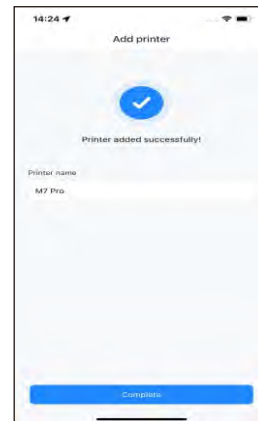 14:24
Add printer
Printer added successfully!
Printer name
M7 Pro
Complete